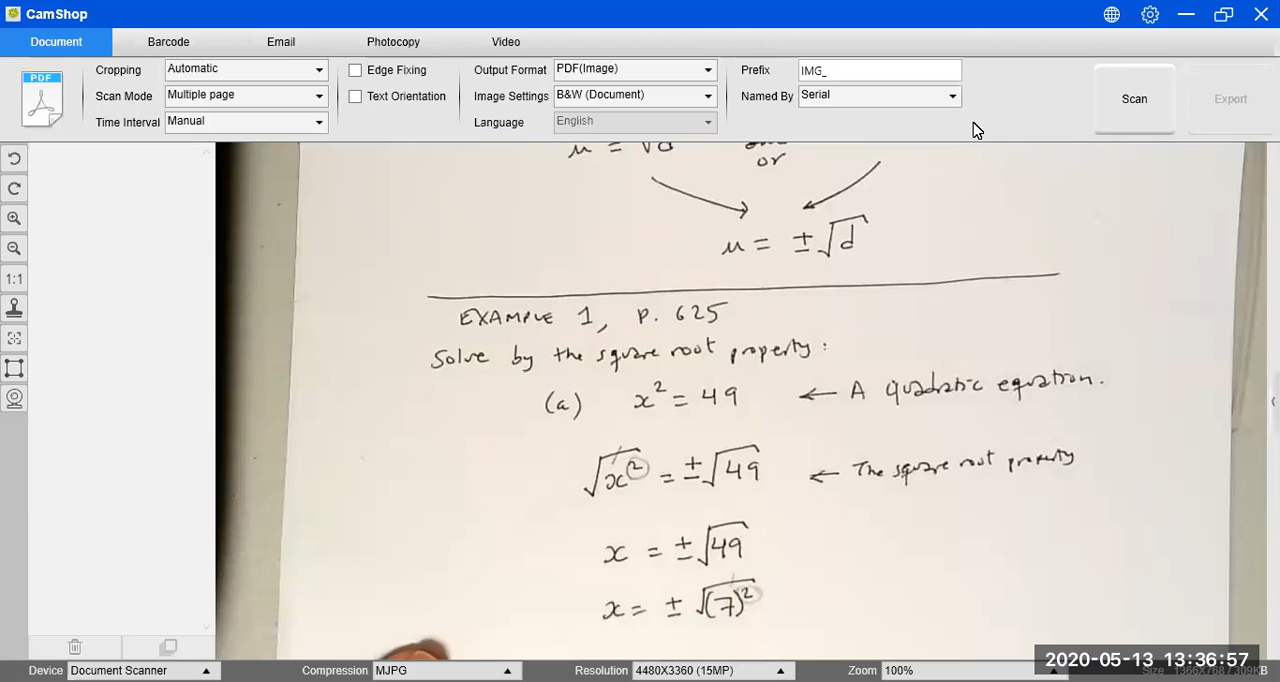 CamShop
Document Barcode Email Photocopy Video
Cropping Automatic Edge Fixing Output Format PDF(Image) Prefix IMG_
PDF Scan Mode Multiple page Text Orientation Image Settings B&W (Document) Named By Serial Scan Export
Time Interval Manual Language English
1:1
u = √d or
u = ±√d
EXAMPLE 1, P. 625
Solve by the square root property:
(a) x² = 49 ← A quadratic equation.
√x² = ±√49 ← The square root property
x = ±√49
x = ±√(7)²
Device Document Scanner Compression MJPG Resolution 4480X3360 (15MP) Zoom 100%
2020-05-13 13:36:57